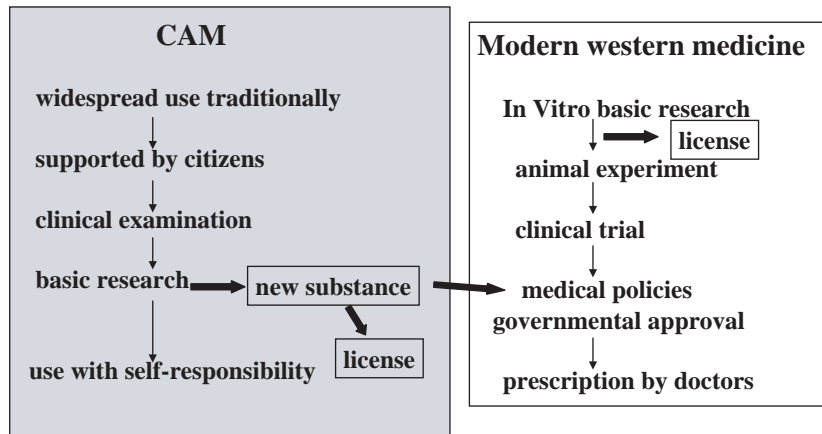 CAM
widespread use traditionally
supported by citizens
clinical examination
basic research
new substance
license
use with self-responsibility
Modern western medicine
In Vitro basic research
license
animal experiment
clinical trial
medical policies
governmental approval
prescription by doctors